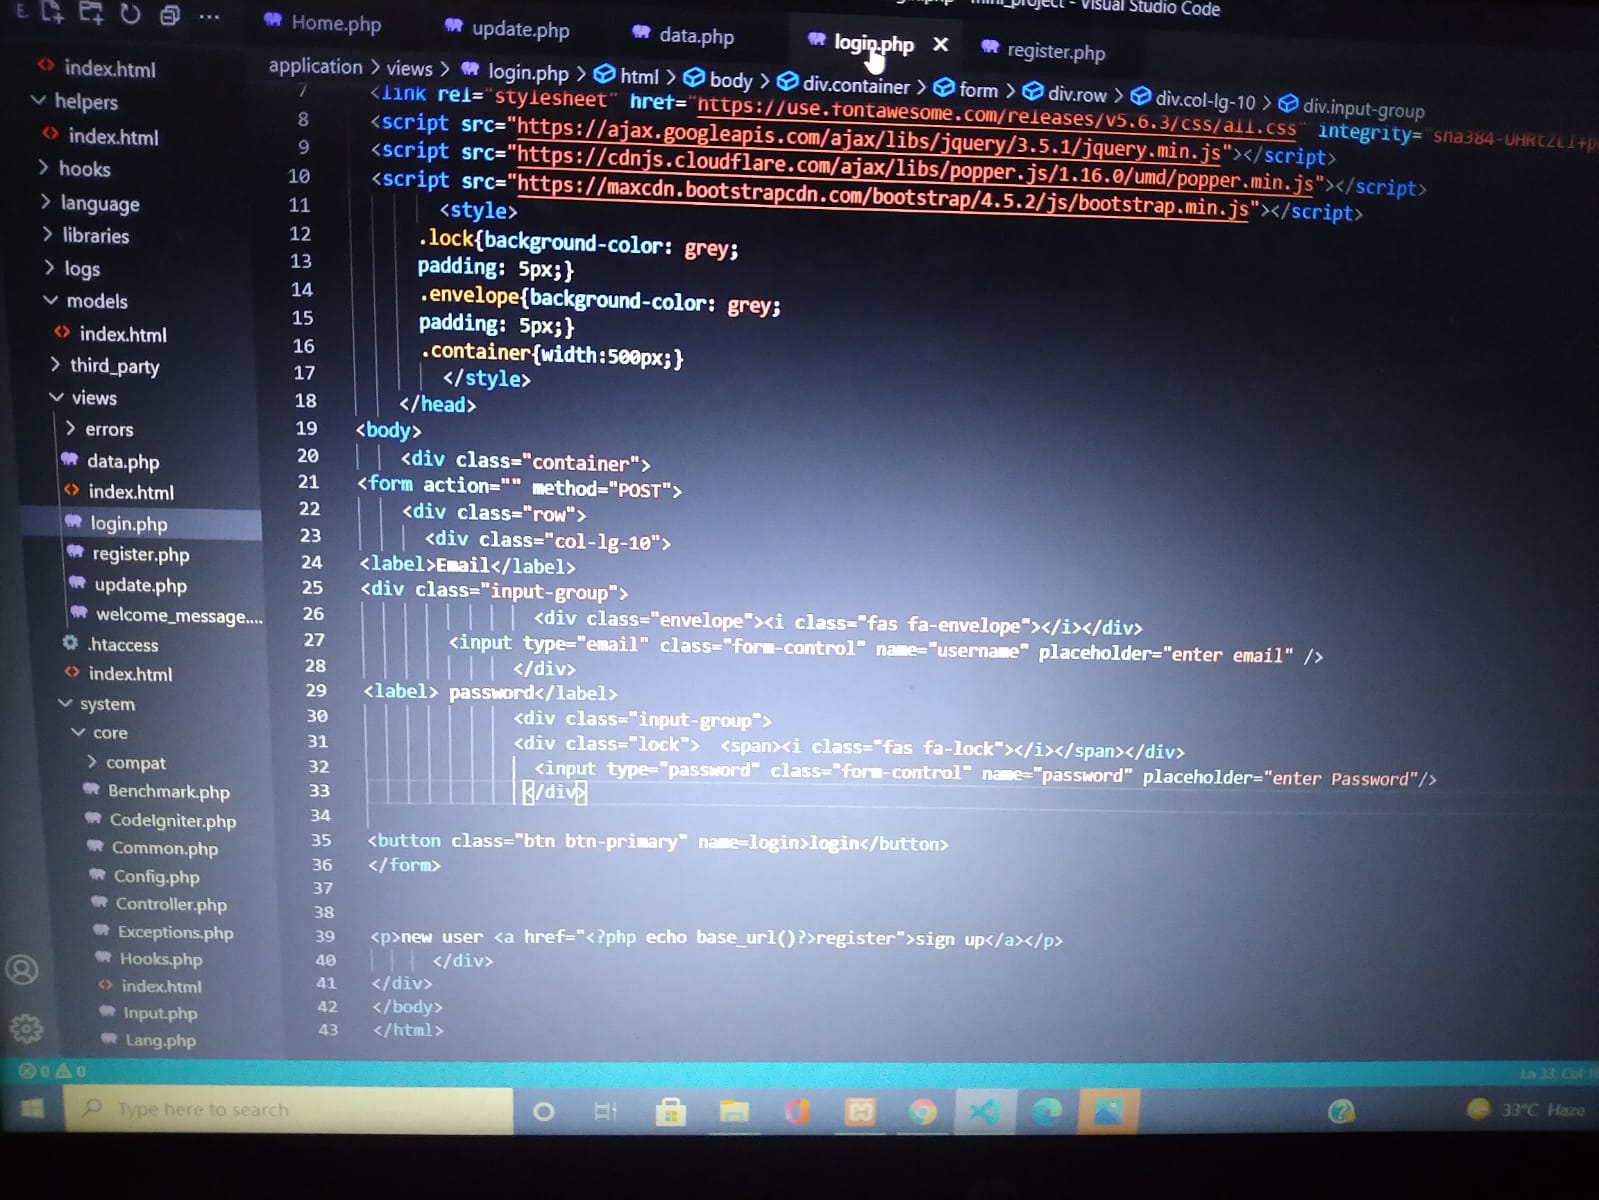 Visual Studio Code
Home.php
update.php
data.php
login.php
register.php
application > views > login.php > html > body > div.container > form > div.row > div.col-lg-10 > div.input-group
index.html
helpers
index.html
hooks
language
libraries
logs
models
index.html
third_party
views
errors
data.php
index.html
login.php
register.php
update.php
welcome_message....
.htaccess
index.html
system
core
compat
Benchmark.php
CodeIgniter.php
Common.php
Config.php
Controller.php
Exceptions.php
Hooks.php
index.html
Input.php
Lang.php
7 <link rel="stylesheet" href="https://use.fontawesome.com/releases/v5.6.3/css/all.css" integrity=
8 <script src="https://ajax.googleapis.com/ajax/libs/jquery/3.5.1/jquery.min.js"></script>
9 <script src="https://cdnjs.cloudflare.com/ajax/libs/popper.js/1.16.0/umd/popper.min.js"></script>
10 <script src="https://maxcdn.bootstrapcdn.com/bootstrap/4.5.2/js/bootstrap.min.js"></script>
11 <style>
12 .lock{background-color: grey;
13 padding: 5px;}
14 .envelope{background-color: grey;
15 padding: 5px;}
16 .container{width:500px;}
17 </style>
18 </head>
19 <body>
20 <div class="container">
21 <form action="" method="POST">
22 <div class="row">
23 <div class="col-lg-10">
24 <label>Email</label>
25 <div class="input-group">
26 <div class="envelope"><i class="fas fa-envelope"></i></div>
27 <input type="email" class="form-control" name="username" placeholder="enter email" />
28 </div>
29 <label> password</label>
30 <div class="input-group">
31 <div class="lock"> <span><i class="fas fa-lock"></i></span></div>
32 <input type="password" class="form-control" name="password" placeholder="enter Password"/>
33 </div>
34
35 <button class="btn btn-primary" name=login>login</button>
36 </form>
37
38
39 <p>new user <a href="<?php echo base_url()?>register">sign up</a></p>
40 </div>
41 </div>
42 </body>
43 </html>
0 0
Ln 33, Col
Type here to search
33°C Haze